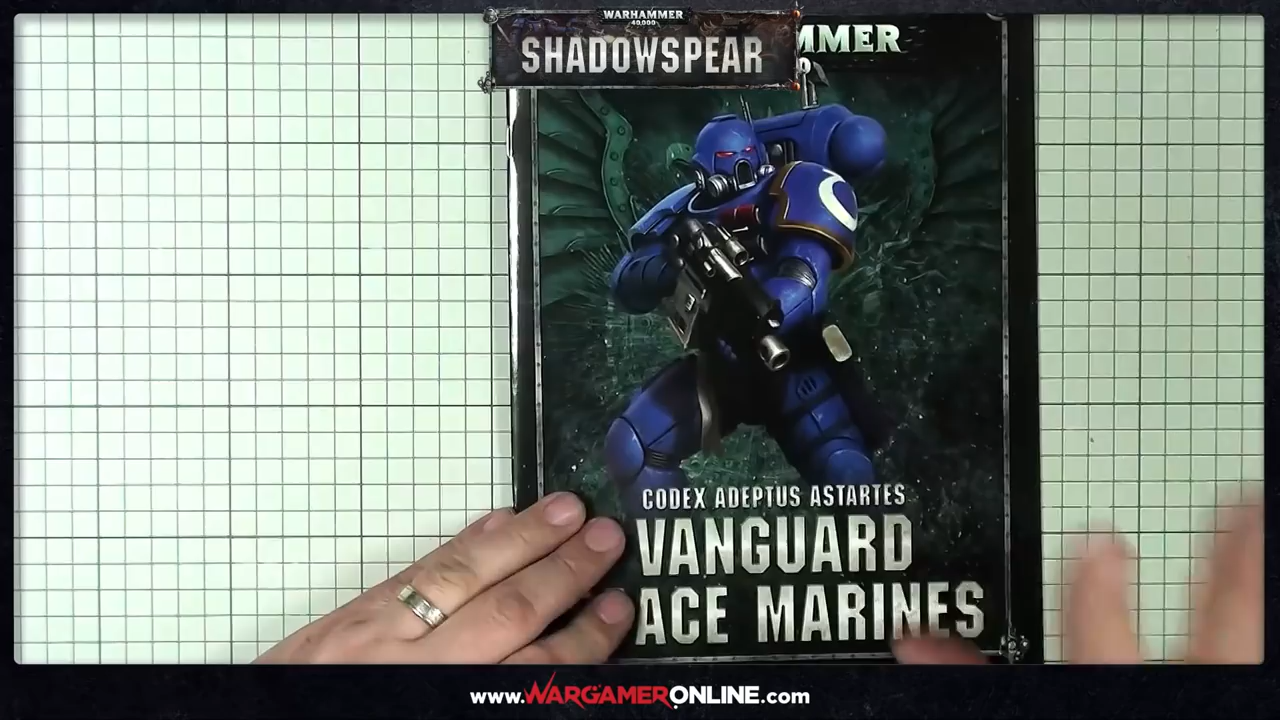 WARHAMMER
40,000
SHADOWSPEAR
MMER
CODEX ADEPTUS ASTARTES
VANGUARD
ACE MARINES
www.WARGAMERONLINE.com